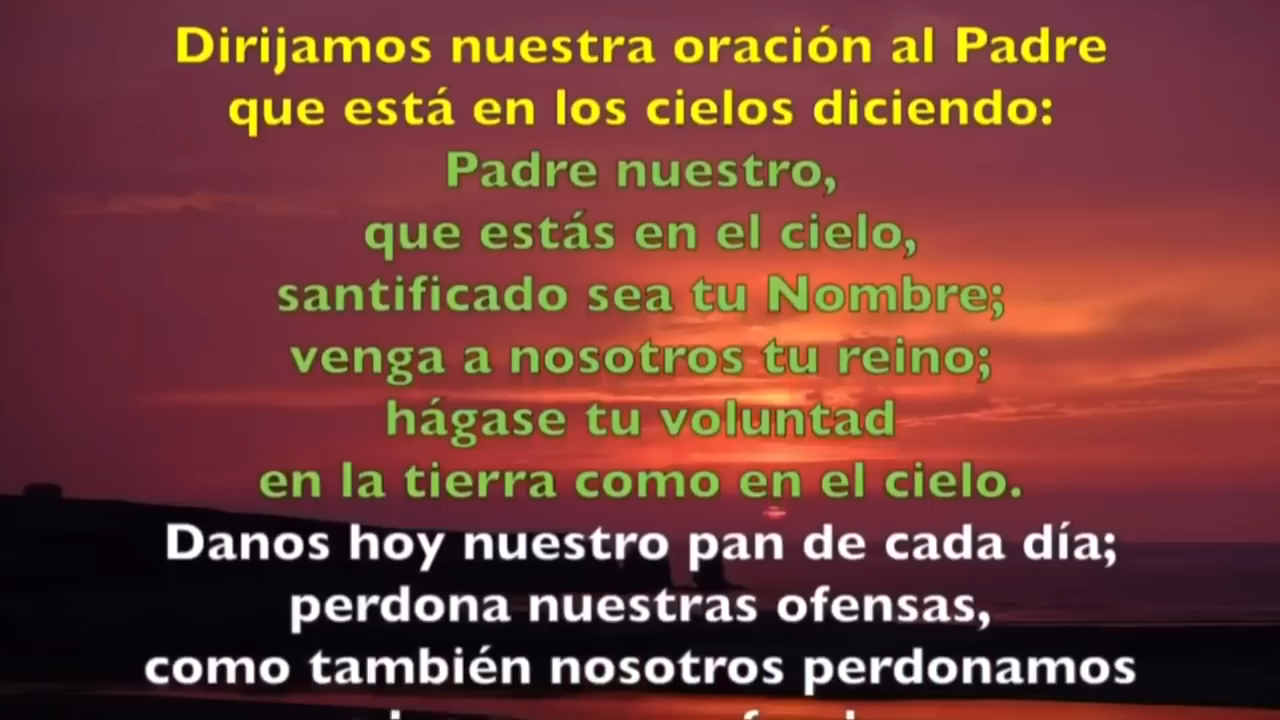 Dirijamos nuestra oración al Padre
que está en los cielos diciendo:
Padre nuestro,
que estás en el cielo,
santificado sea tu Nombre;
venga a nosotros tu reino;
hágase tu voluntad
en la tierra como en el cielo.
Danos hoy nuestro pan de cada día;
perdona nuestras ofensas,
como también nosotros perdonamos